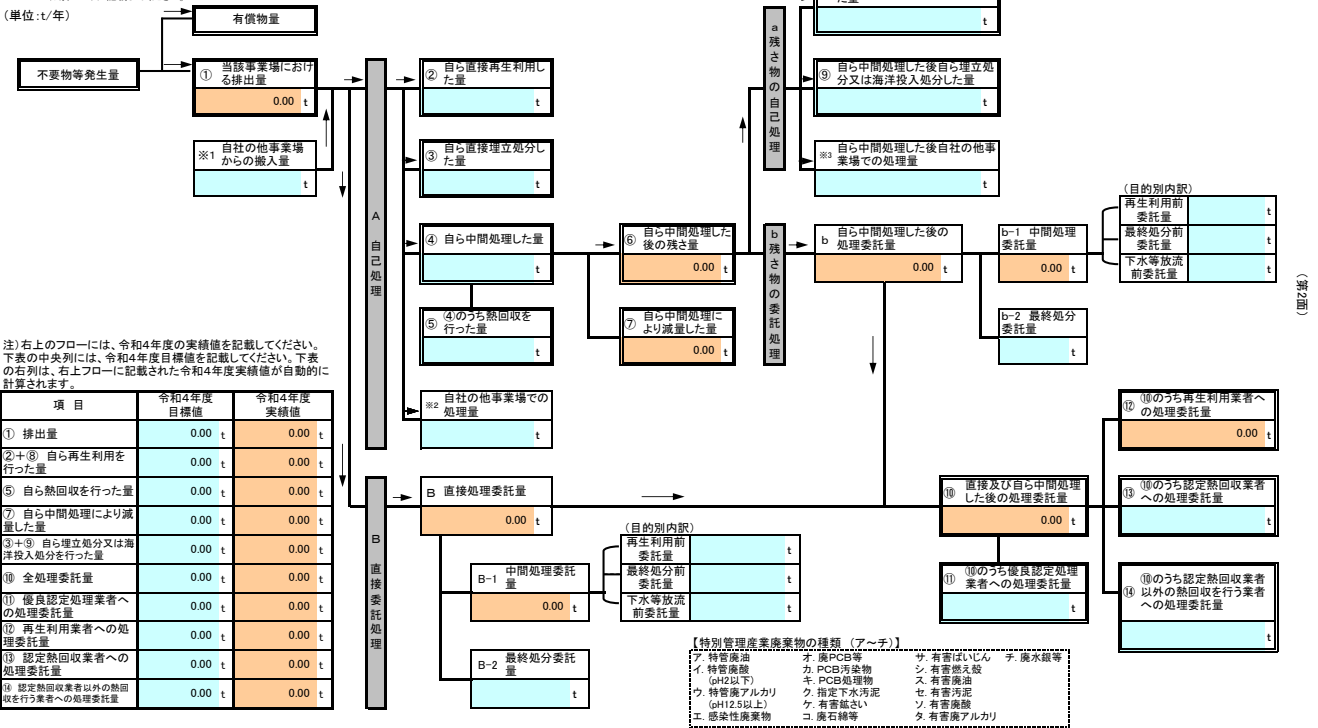 (単位:t/年)
有償物量
不要物等発生量
①
当該事業場におけ
る排出量
0.00 t
※1
自社の他事業場
からの搬入量
t
A 自己処理
②
自ら直接再生利用し
た量
t
③
自ら直接埋立処分し
た量
t
④ 自ら中間処理した量
t
⑤
④のうち熱回収を
行った量
t
※2
自社の他事業場での
処理量
t
⑥
自ら中間処理した
後の残さ量
0.00 t
⑦
自ら中間処理に
より減量した量
0.00 t
a 残さ物の自己処理
た量
t
⑨
自ら中間処理した後自ら埋立処
分又は海洋投入処分した量
t
※3
自ら中間処理した後自社の他事
業場での処理量
t
b 残さ物の委託処理
b
自ら中間処理した後の
処理委託量
0.00 t
b-1 中間処理
委託量
0.00 t
(目的別内訳)
再生利用前
委託量
t
最終処分前
委託量
t
下水等放流
前委託量
t
b-2 最終処分
委託量
t
(第2面)
注)右上のフローには、令和4年度の実績値を記載してください。
下表の中央列には、令和4年度目標値を記載してください。下表
の右列は、右上フローに記載された令和4年度実績値が自動的に
計算されます。
項 目
令和4年度
目標値
令和4年度
実績値
① 排出量
0.00 t
0.00 t
②+⑧ 自ら再生利用を
行った量
0.00 t
0.00 t
⑤ 自ら熱回収を行った量
0.00 t
0.00 t
⑦ 自ら中間処理により減
量した量
0.00 t
0.00 t
③+⑨ 自ら埋立処分又は海
洋投入処分を行った量
0.00 t
0.00 t
⑩ 全処理委託量
0.00 t
0.00 t
⑪ 優良認定処理業者へ
の処理委託量
0.00 t
0.00 t
⑫ 再生利用業者への処
理委託量
0.00 t
0.00 t
⑬ 認定熱回収業者への
処理委託量
0.00 t
0.00 t
⑭ 認定熱回収業者以外の熱回
収を行う業者への処理委託量
0.00 t
0.00 t
B 直接委託処理
B 直接処理委託量
0.00 t
B-1
中間処理委託
量
0.00 t
(目的別内訳)
再生利用前
委託量
t
最終処分前
委託量
t
下水等放流
前委託量
t
B-2
最終処分委託
量
t
⑩
直接及び自ら中間処理
した後の処理委託量
0.00 t
⑪
⑩のうち優良認定処理
業者への処理委託量
t
⑫
⑩のうち再生利用業者へ
の処理委託量
0.00 t
⑬
⑩のうち認定熱回収業者
への処理委託量
t
⑭
⑩のうち認定熱回収業者
以外の熱回収を行う業者
への処理委託量
t
【特別管理産業廃棄物の種類 (ア〜チ)】
ア. 特管廃油
イ. 特管廃酸
(pH2以下)
ウ. 特管廃アルカリ
(pH12.5以上)
エ. 感染性廃棄物
オ. 廃PCB等
カ. PCB汚染物
キ. PCB処理物
ク. 指定下水汚泥
ケ. 有害鉱さい
コ. 廃石綿等
サ. 有害ばいじん
シ. 有害燃え殻
ス. 有害廃油
セ. 有害汚泥
ソ. 有害廃酸
タ. 有害廃アルカリ
チ. 廃水銀等